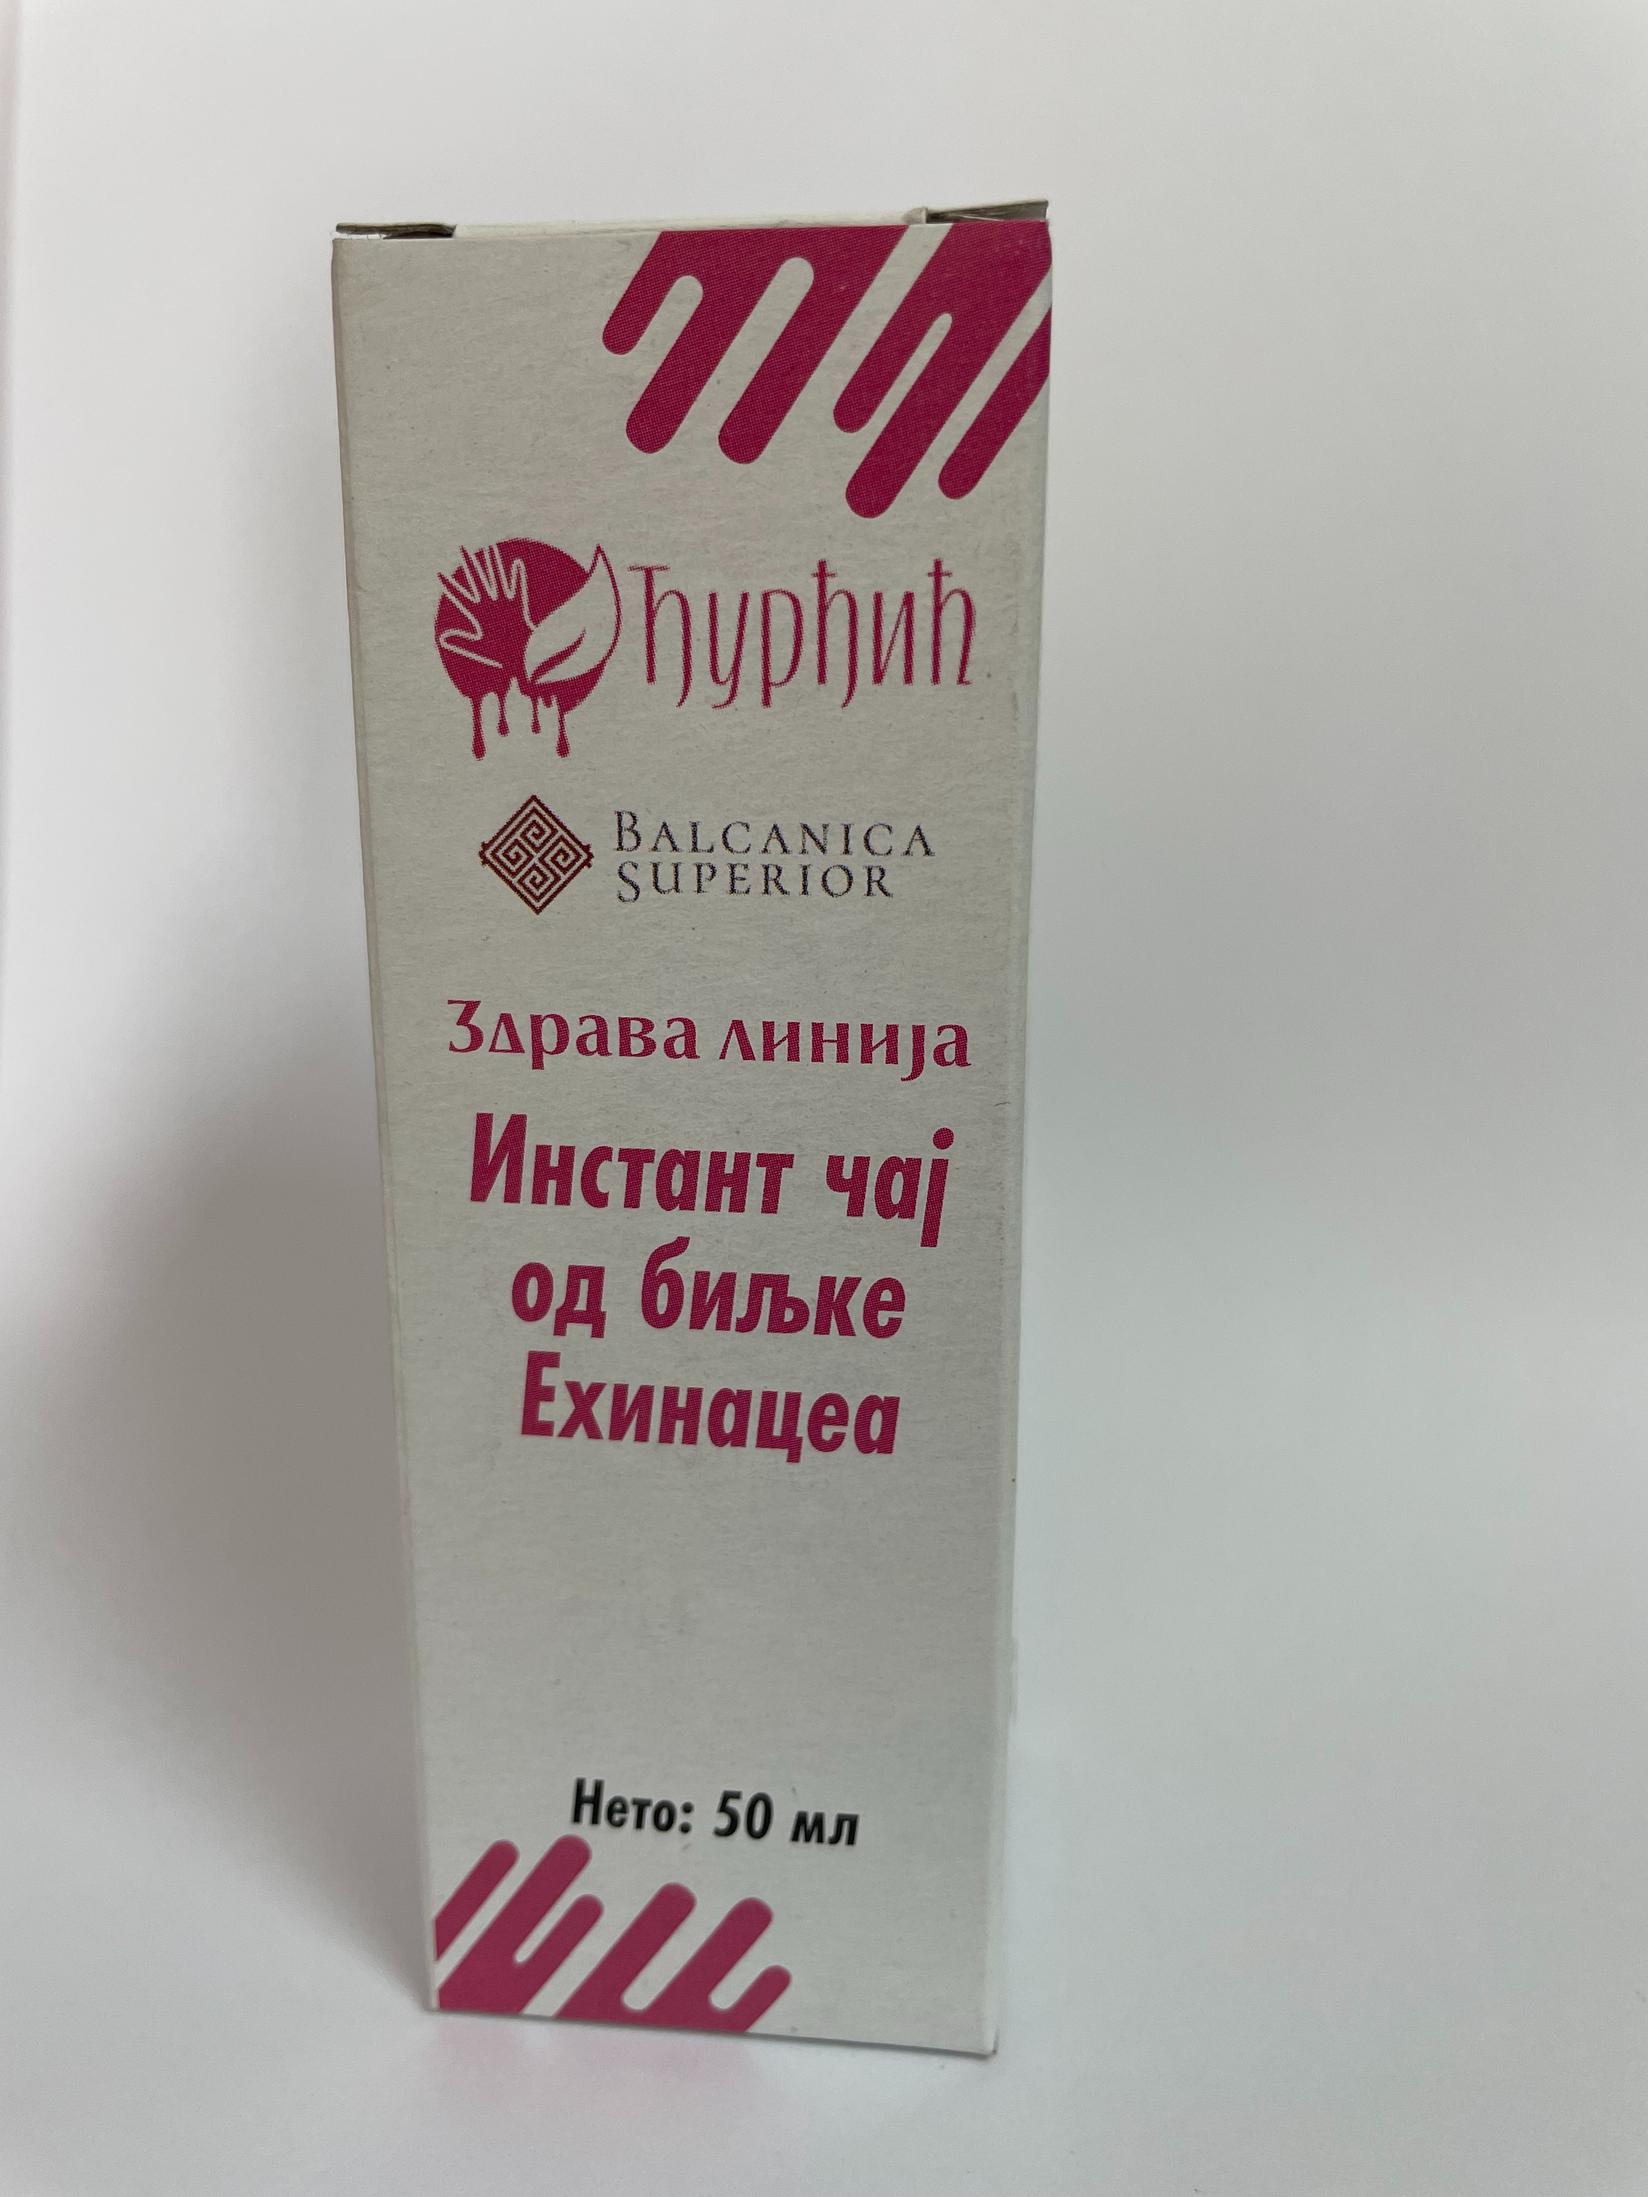 Ђурђић
BALCANICA
SUPERIOR
Здрава линија
Инстант чај
од биљке
Ехинацеа
Нето: 50 мл